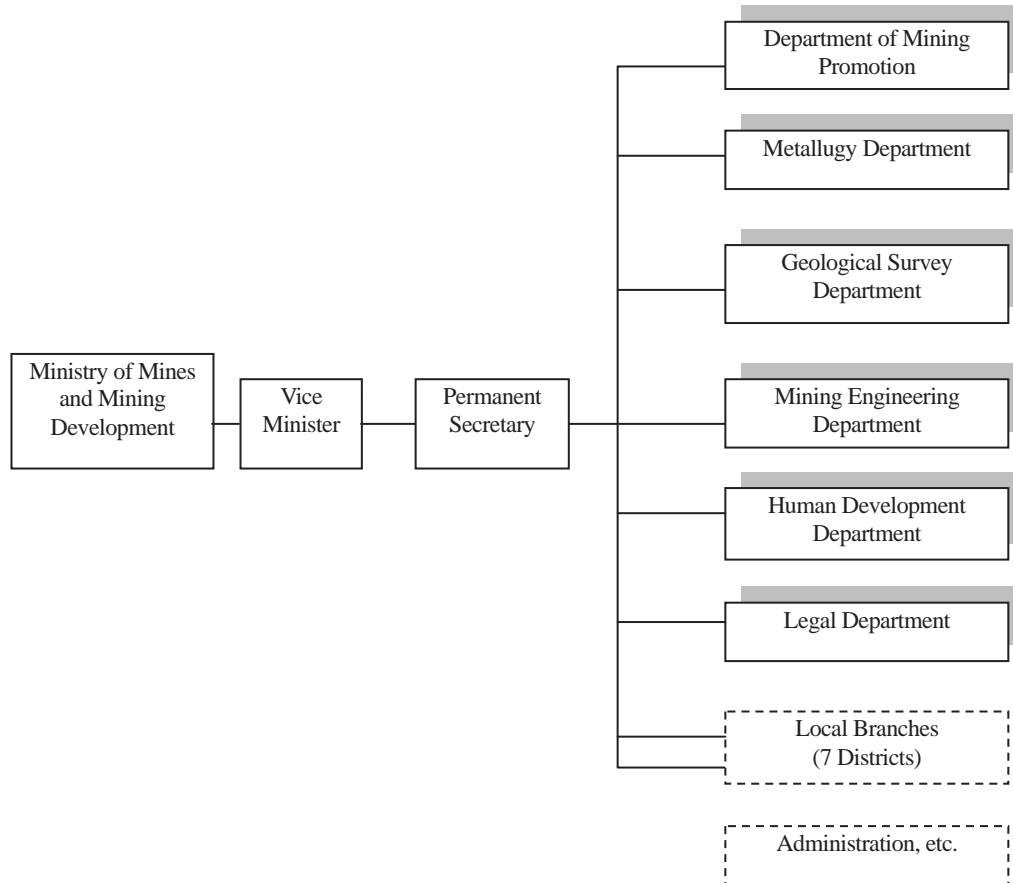 Department of Mining
Promotion
Metallugy Department
Geological Survey
Department
Ministry of Mines
and Mining
Development
Vice
Minister
Permanent
Secretary
Mining Engineering
Department
Human Development
Department
Legal Department
Local Branches
(7 Districts)
Administration, etc.